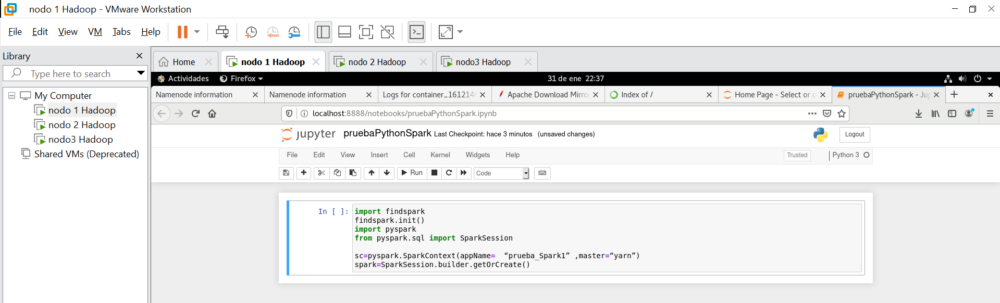 nodo 1 Hadoop - VMware Workstation
File Edit View VM Tabs Help
Library
Type here to search
My Computer
nodo 1 Hadoop
nodo 2 Hadoop
nodo3 Hadoop
Shared VMs (Deprecated)
Home
nodo 1 Hadoop
nodo 2 Hadoop
nodo3 Hadoop
Actividades Firefox 31 de ene 22:37
Namenode information
Namenode information
Logs for container_161214
Apache Download Mirro
Index of /
Home Page - Select or c
pruebaPythonSpark - Ju
localhost:8888/notebooks/pruebaPythonSpark.ipynb
jupyter pruebaPythonSpark Last Checkpoint: hace 3 minutos (unsaved changes)
Logout
File Edit View Insert Cell Kernel Widgets Help
Trusted
Python 3
Run
Code
In [ ]:
import findspark
findspark.init()
import pyspark
from pyspark.sql import SparkSession
sc=pyspark.SparkContext(appName=  “prueba_Spark1” ,master=“yarn”)
spark=SparkSession.builder.getOrCreate()